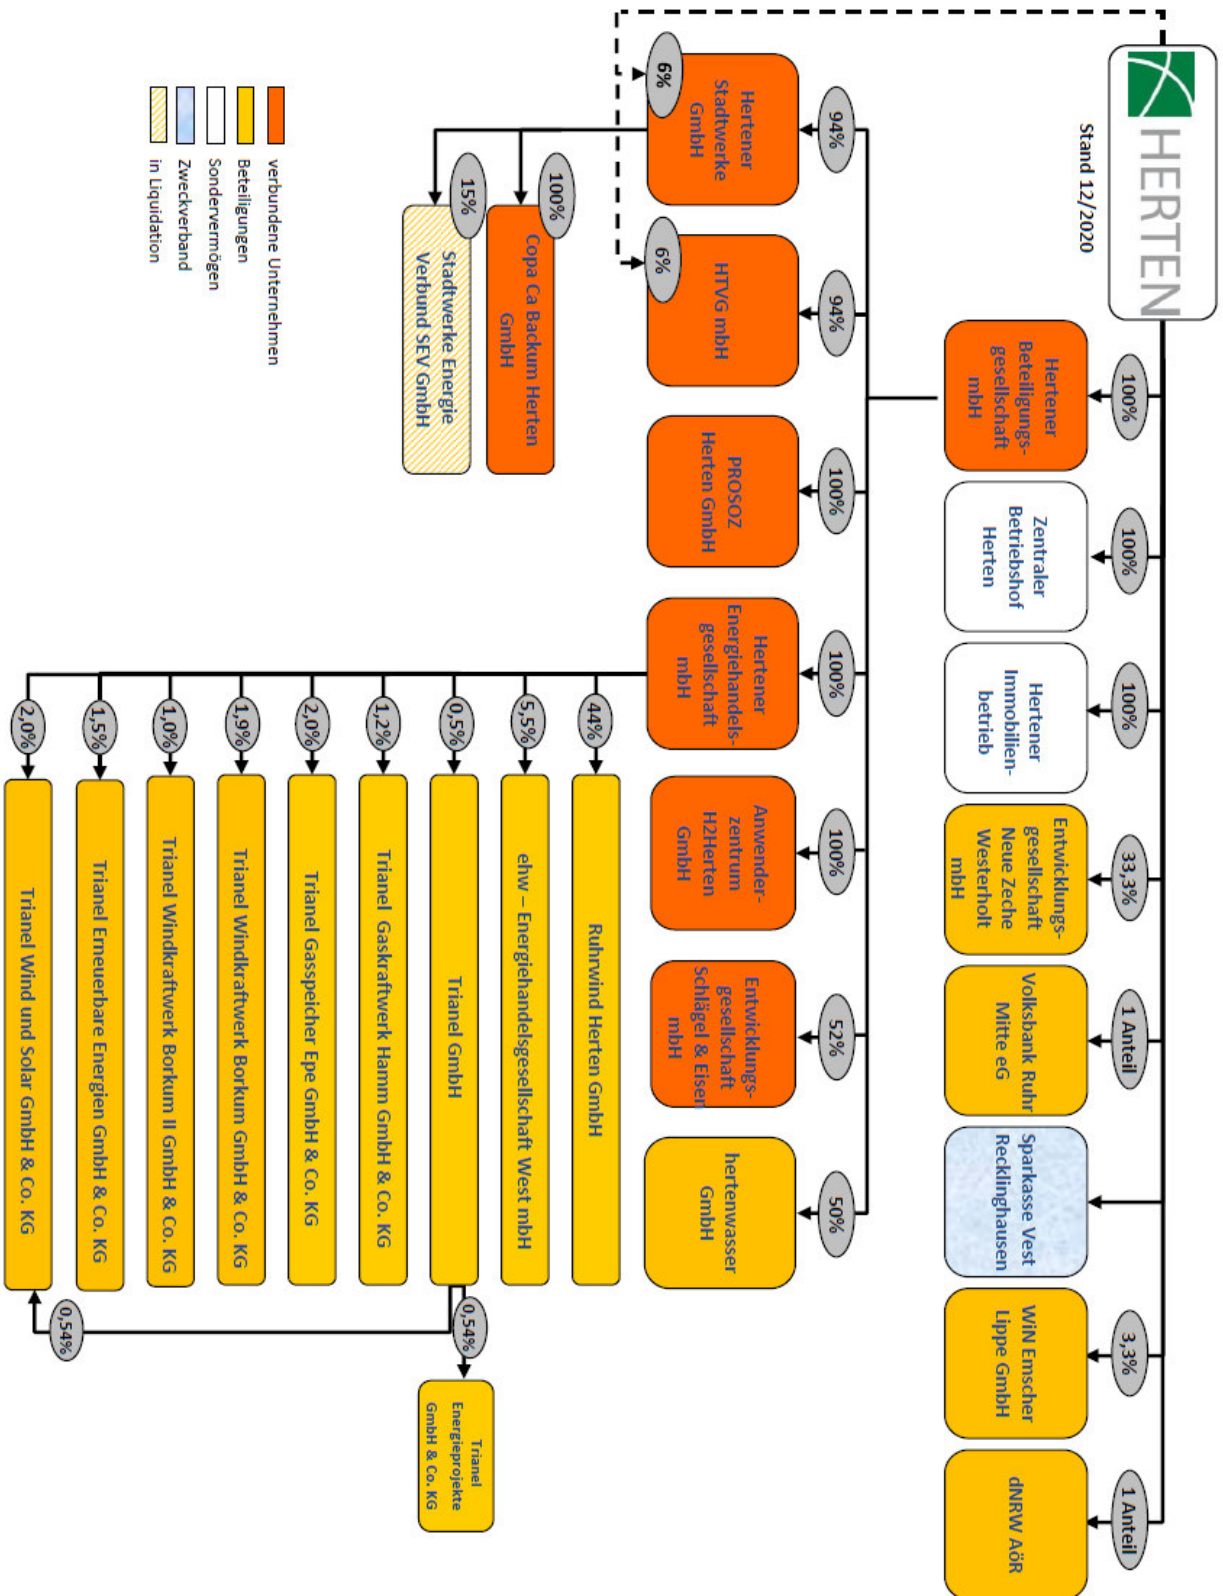 HERTEN
Stand 12/2020
100%
100%
100%
33,3%
1 Anteil
3,3%
1 Anteil
Hertener
Beteiligungs-
gesellschaft
mbH
Zentraler
Betriebshof
Herten
Hertener
Immobilien-
betrieb
Entwicklungs-
gesellschaft
Neue Zeche
Westerholt
mbH
Volksbank Ruhr
Mitte eG
Sparkasse Vest
Recklinghausen
WiN Emscher
Lippe GmbH
dNRW AöR
94%
94%
100%
100%
100%
52%
50%
Hertener
Stadtwerke
GmbH
6%
HTVG mbH
6%
PROSOZ
Herten GmbH
Hertener
Energiehandels-
gesellschaft
mbH
Anwender-
zentrum
H2Herten
GmbH
Entwicklungs-
gesellschaft
Schlägel & Eisen
mbH
hertenwasser
GmbH
100%
Copa Ca Backum Herten
GmbH
15%
Stadtwerke Energie
Verbund SEV GmbH
44%
Ruhrwind Herten GmbH
5,5%
ehw – Energiehandelsgesellschaft West mbH
0,5%
Trianel GmbH
0,54%
Trianel
Energieprojekte
GmbH & Co. KG
1,2%
Trianel Gaskraftwerk Hamm GmbH & Co. KG
2,0%
Trianel Gasspeicher Epe GmbH & Co. KG
1,9%
Trianel Windkraftwerk Borkum GmbH & Co. KG
1,0%
Trianel Windkraftwerk Borkum II GmbH & Co. KG
1,5%
Trianel Erneuerbare Energien GmbH & Co. KG
2,0%
Trianel Wind und Solar GmbH & Co. KG
0,54%
verbundene Unternehmen
Beteiligungen
Sondervermögen
Zweckverband
in Liquidation